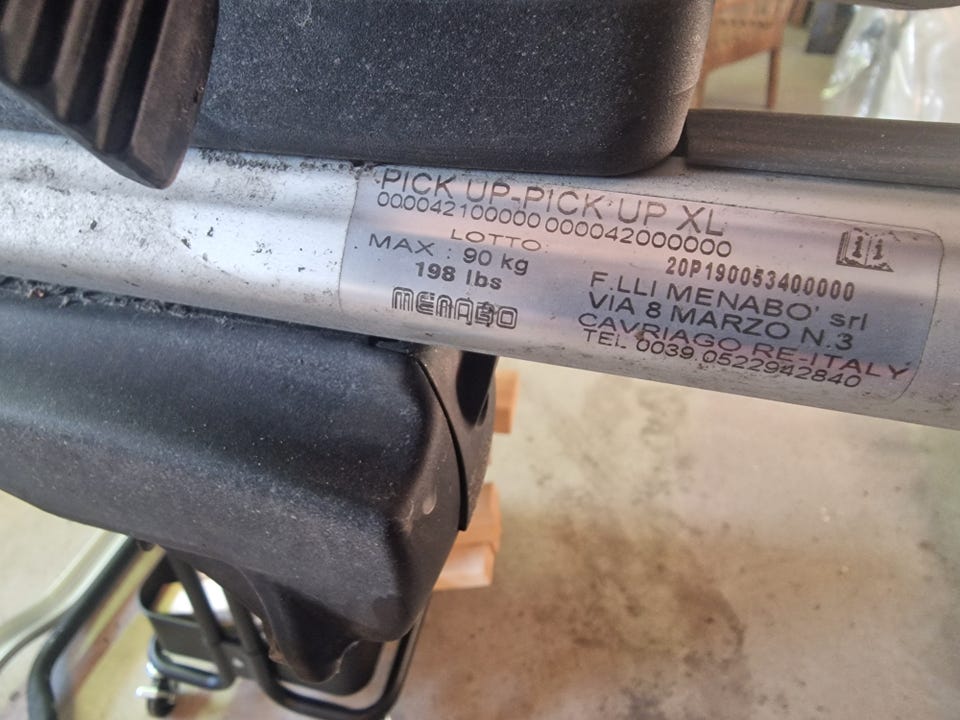 PICK UP-PICK UP XL
000042100000 000042000000
LOTTO
20P190053400000
MAX : 90 kg
198 lbs
MENABO
F.LLI MENABO' srl
VIA 8 MARZO N.3
CAVRIAGO RE-ITALY
TEL 0039.0522942840